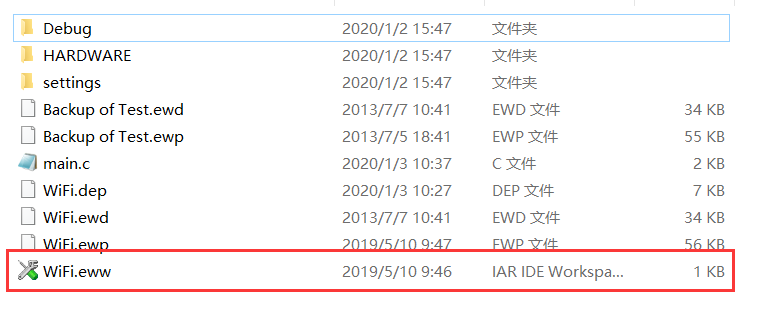 Debug 2020/1/2 15:47 文件夹
HARDWARE 2020/1/2 15:47 文件夹
settings 2020/1/2 15:47 文件夹
Backup of Test.ewd 2013/7/7 10:41 EWD 文件 34 KB
Backup of Test.ewp 2013/7/5 18:41 EWP 文件 55 KB
main.c 2020/1/3 10:37 C 文件 2 KB
WiFi.dep 2020/1/3 10:27 DEP 文件 7 KB
WiFi.ewd 2013/7/7 10:41 EWD 文件 34 KB
WiFi.ewp 2019/5/10 9:47 EWP 文件 56 KB
WiFi.eww 2019/5/10 9:46 IAR IDE Workspa... 1 KB